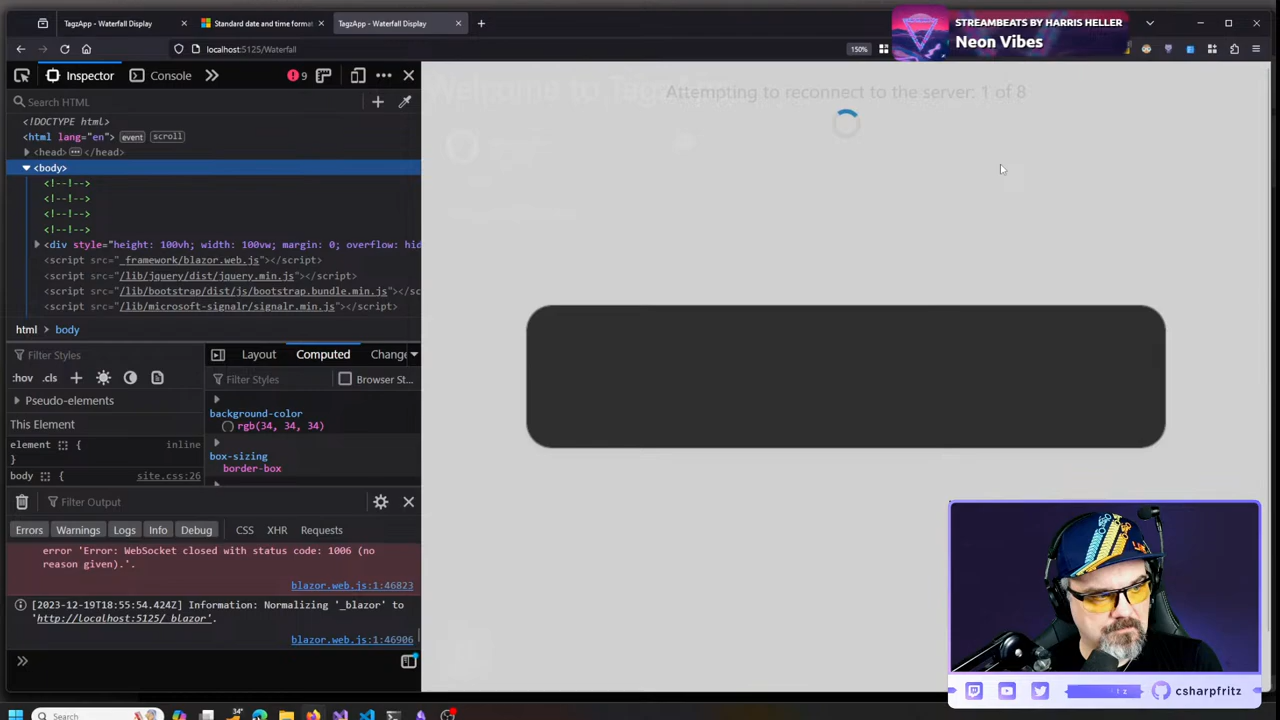 TagzApp - Waterfall Display
Standard date and time format
TagzApp - Waterfall Display
STREAMBEATS BY HARRIS HELLER
Neon Vibes
localhost:5125/Waterfall
150%
Inspector
Console
9
Search HTML
<!DOCTYPE html>
<html lang="en"> event scroll
<head> ••• </head>
<body>
<!--!-->
<!--!-->
<!--!-->
<!--!-->
<div style="height: 100vh; width: 100vw; margin: 0; overflow: hid
<script src="_framework/blazor.web.js"></script>
<script src="/lib/jquery/dist/jquery.min.js"></script>
<script src="/lib/bootstrap/dist/js/bootstrap.bundle.min.js"></sc
<script src="/lib/microsoft-signalr/signalr.min.js"></script>
html > body
Filter Styles
:hov .cls
Pseudo-elements
This Element
element { inline
}
body { site.css:26
Layout
Computed
Change
Filter Styles
Browser St...
background-color
rgb(34, 34, 34)
box-sizing
border-box
Filter Output
Errors Warnings Logs Info Debug CSS XHR Requests
error 'Error: WebSocket closed with status code: 1006 (no
reason given).'.
blazor.web.js:1:46823
[2023-12-19T18:55:54.424Z] Information: Normalizing '_blazor' to
'http://localhost:5125/_blazor'.
blazor.web.js:1:46906
Welcome to
Attempting to reconnect to the server: 1 of 8
csharpfritz
Search
34°